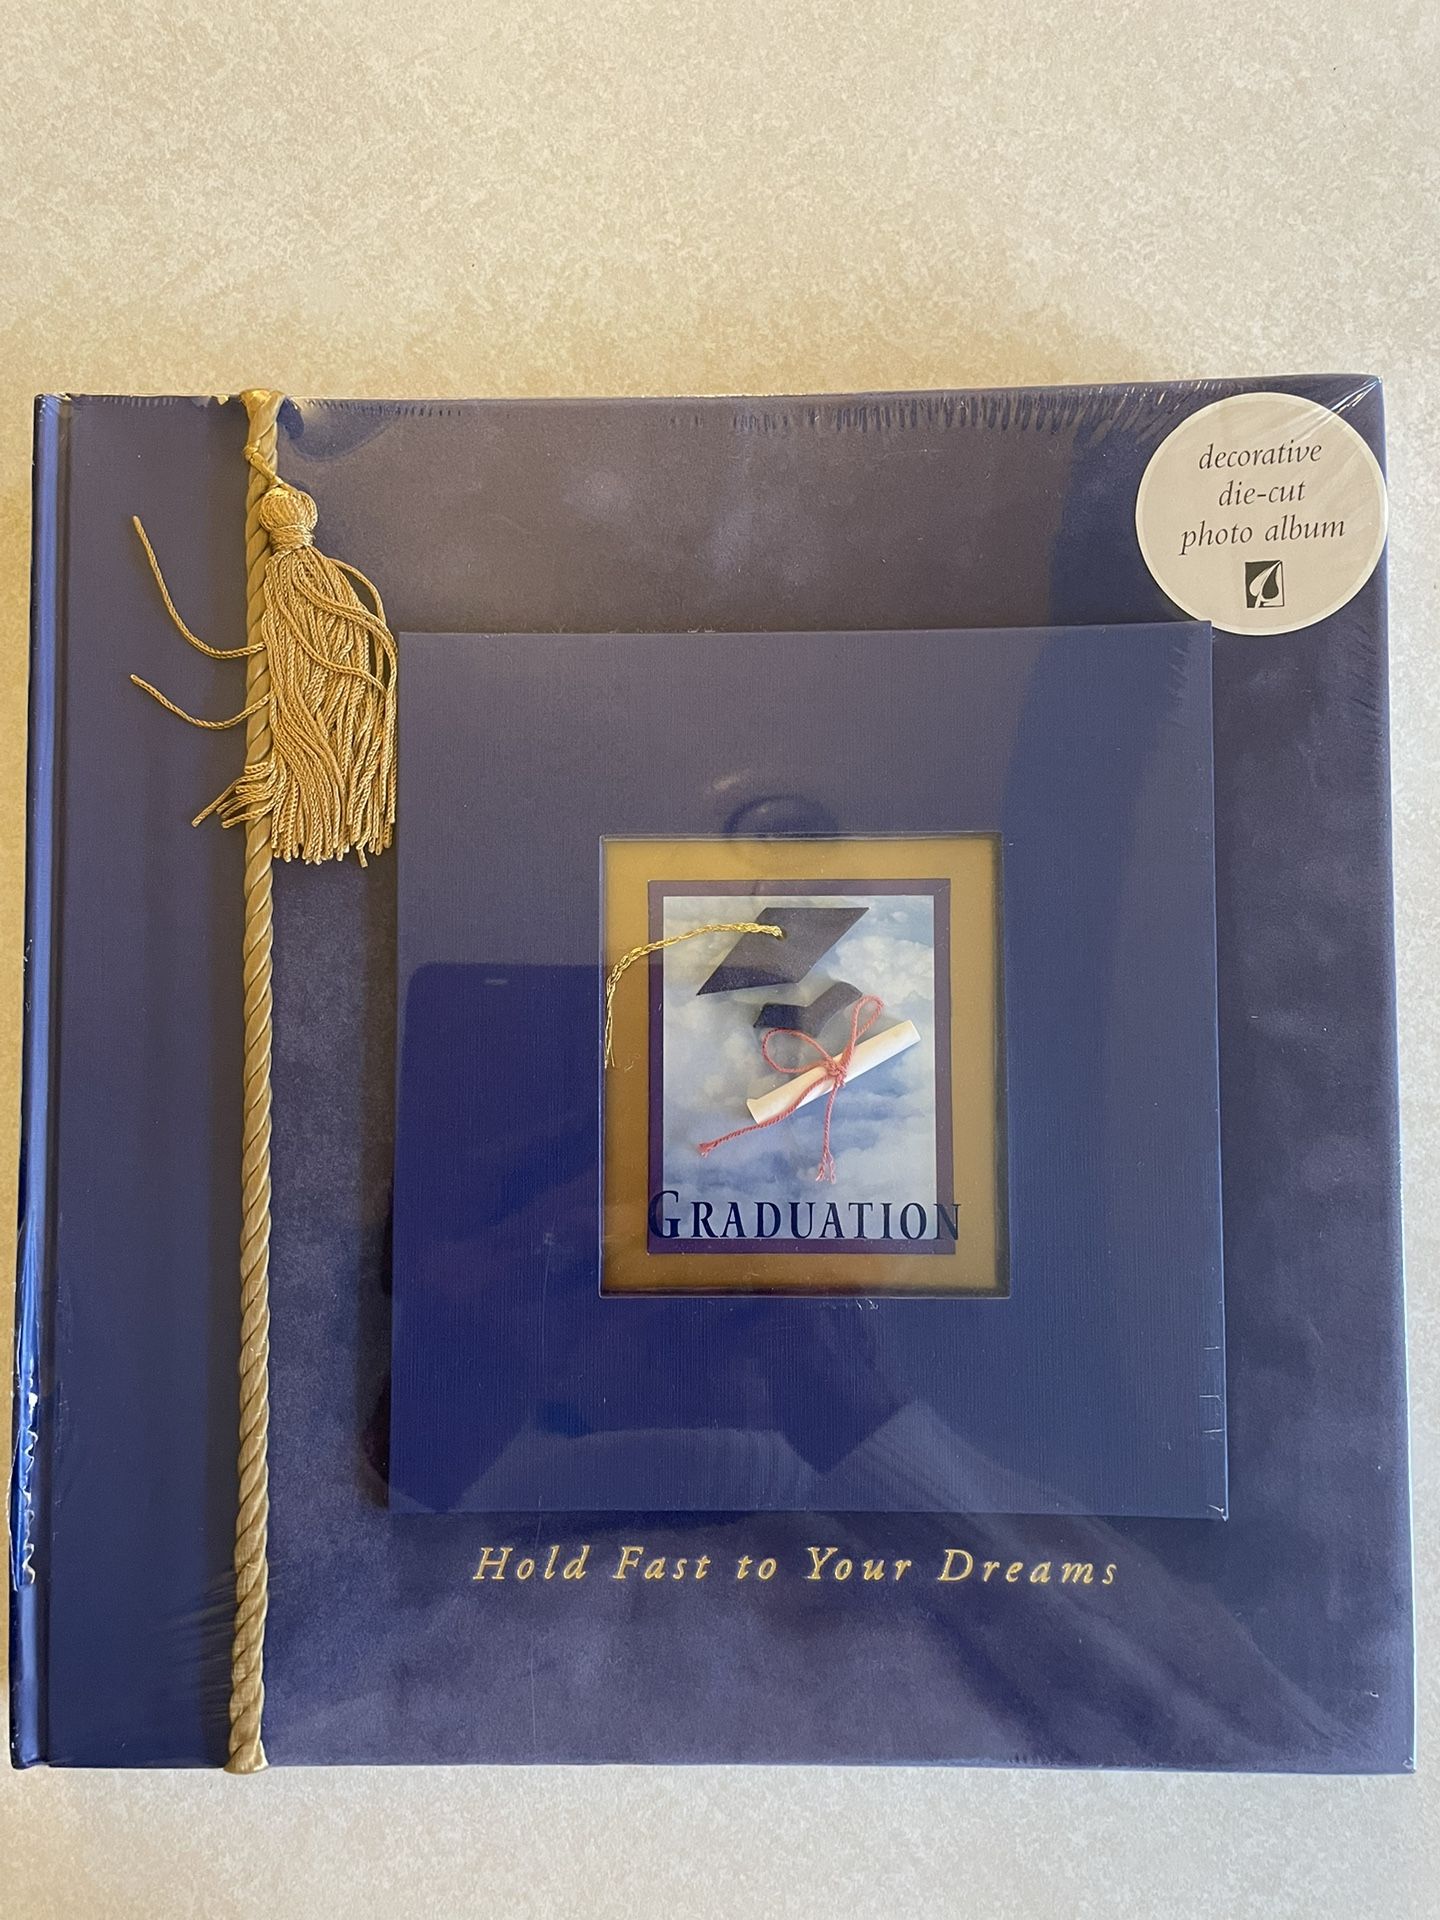 decorative
die-cut
photo album
GRADUATION
Hold Fast to Your Dreams